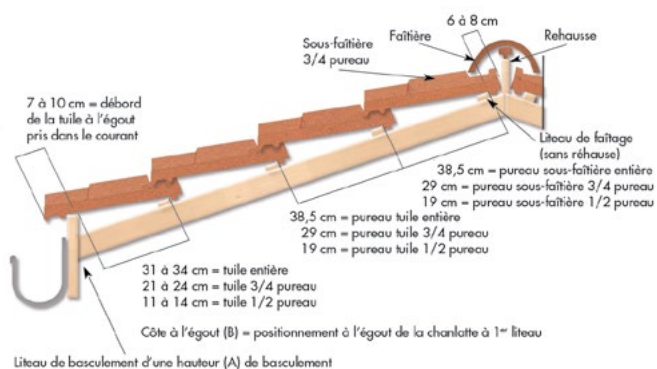 6 à 8 cm
Sous-faîtière
3/4 pureau
Faîtière
Rehausse
7 à 10 cm = débord
de la tuile à l'égout
pris dans le courant
Liteau de faîtage
(sans réhause)
38,5 cm = pureau sous-faîtière entière
29 cm = pureau sous-faîtière 3/4 pureau
19 cm = pureau sous-faîtière 1/2 pureau
38,5 cm = pureau tuile entière
29 cm = pureau tuile 3/4 pureau
19 cm = pureau tuile 1/2 pureau
31 à 34 cm = tuile entière
21 à 24 cm = tuile 3/4 pureau
11 à 14 cm = tuile 1/2 pureau
Côte à l'égout (B) = positionnement à l'égout de la chanlatte à 1er liteau
Liteau de basculement d'une hauteur (A) de basculement